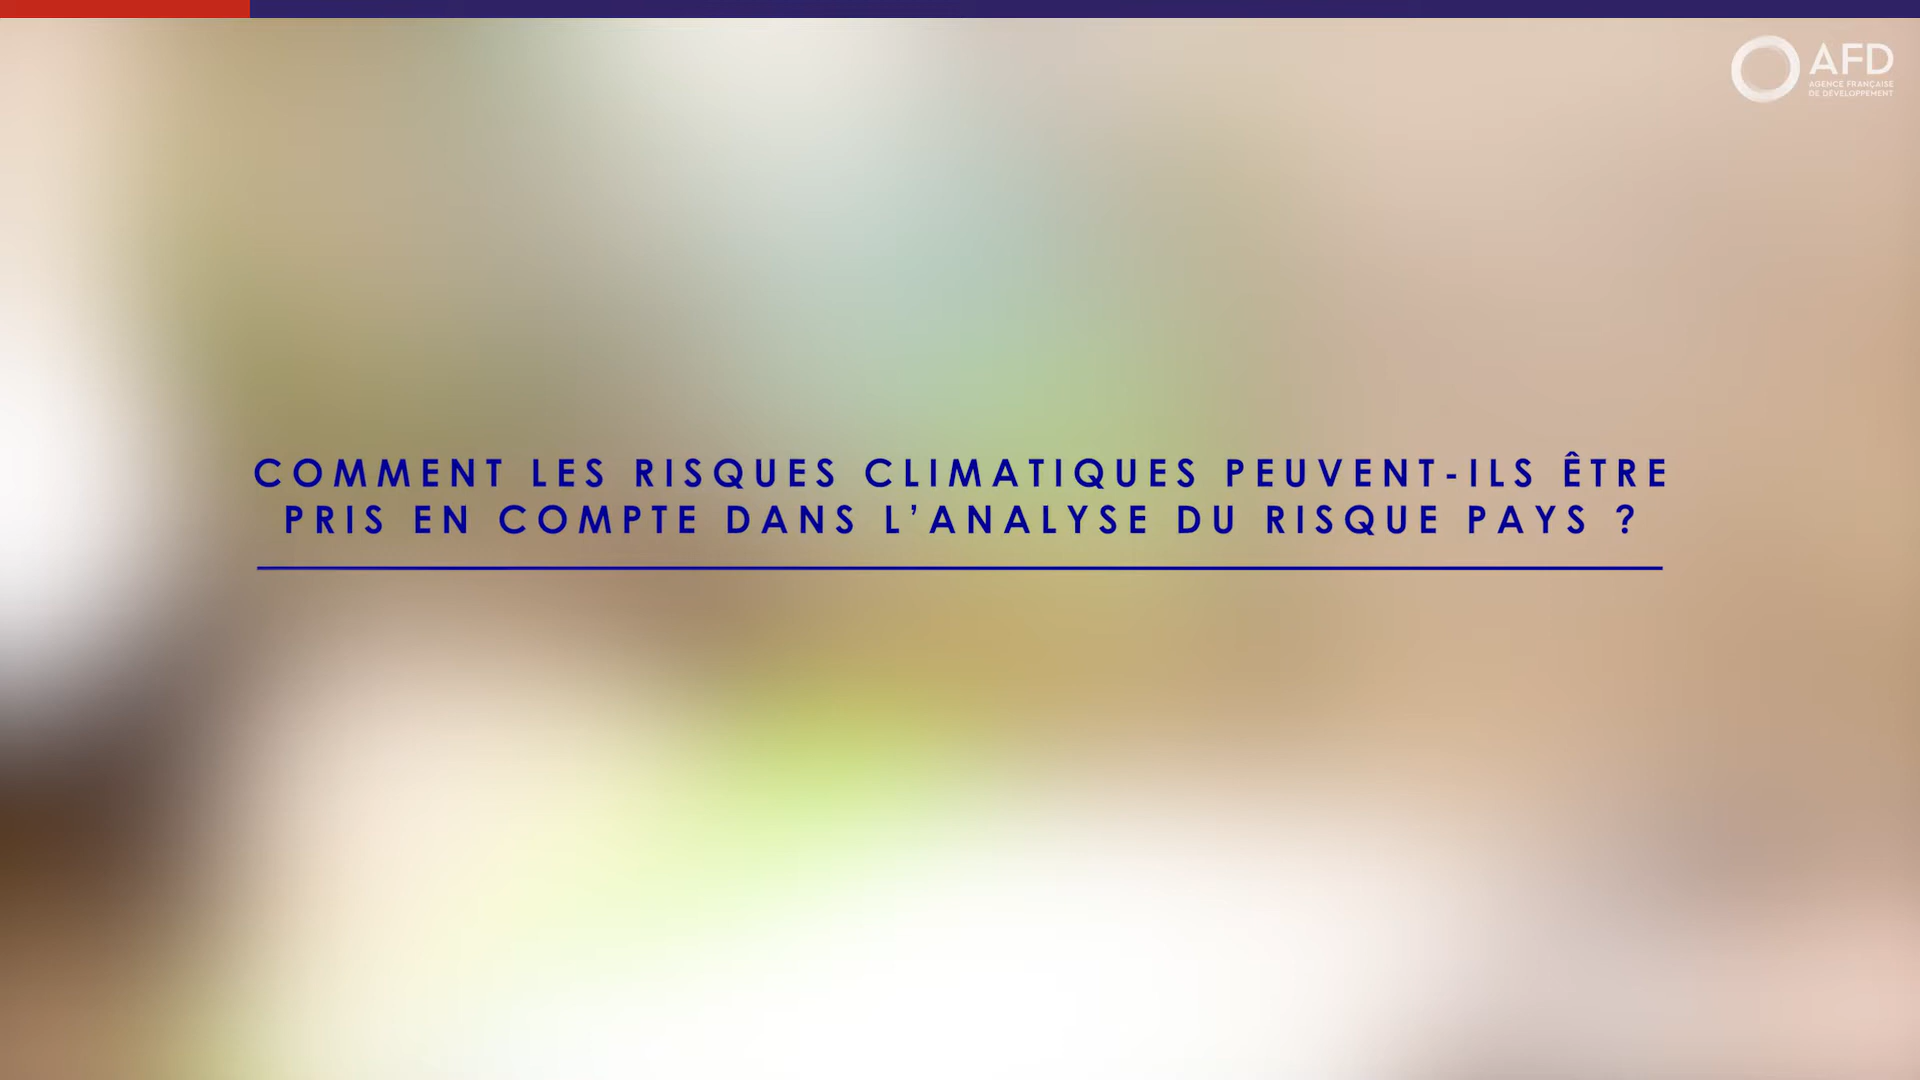 AFD
AGENCE FRANÇAISE
DE DÉVELOPPEMENT
COMMENT LES RISQUES CLIMATIQUES PEUVENT-ILS ÊTRE
PRIS EN COMPTE DANS L’ANALYSE DU RISQUE PAYS ?